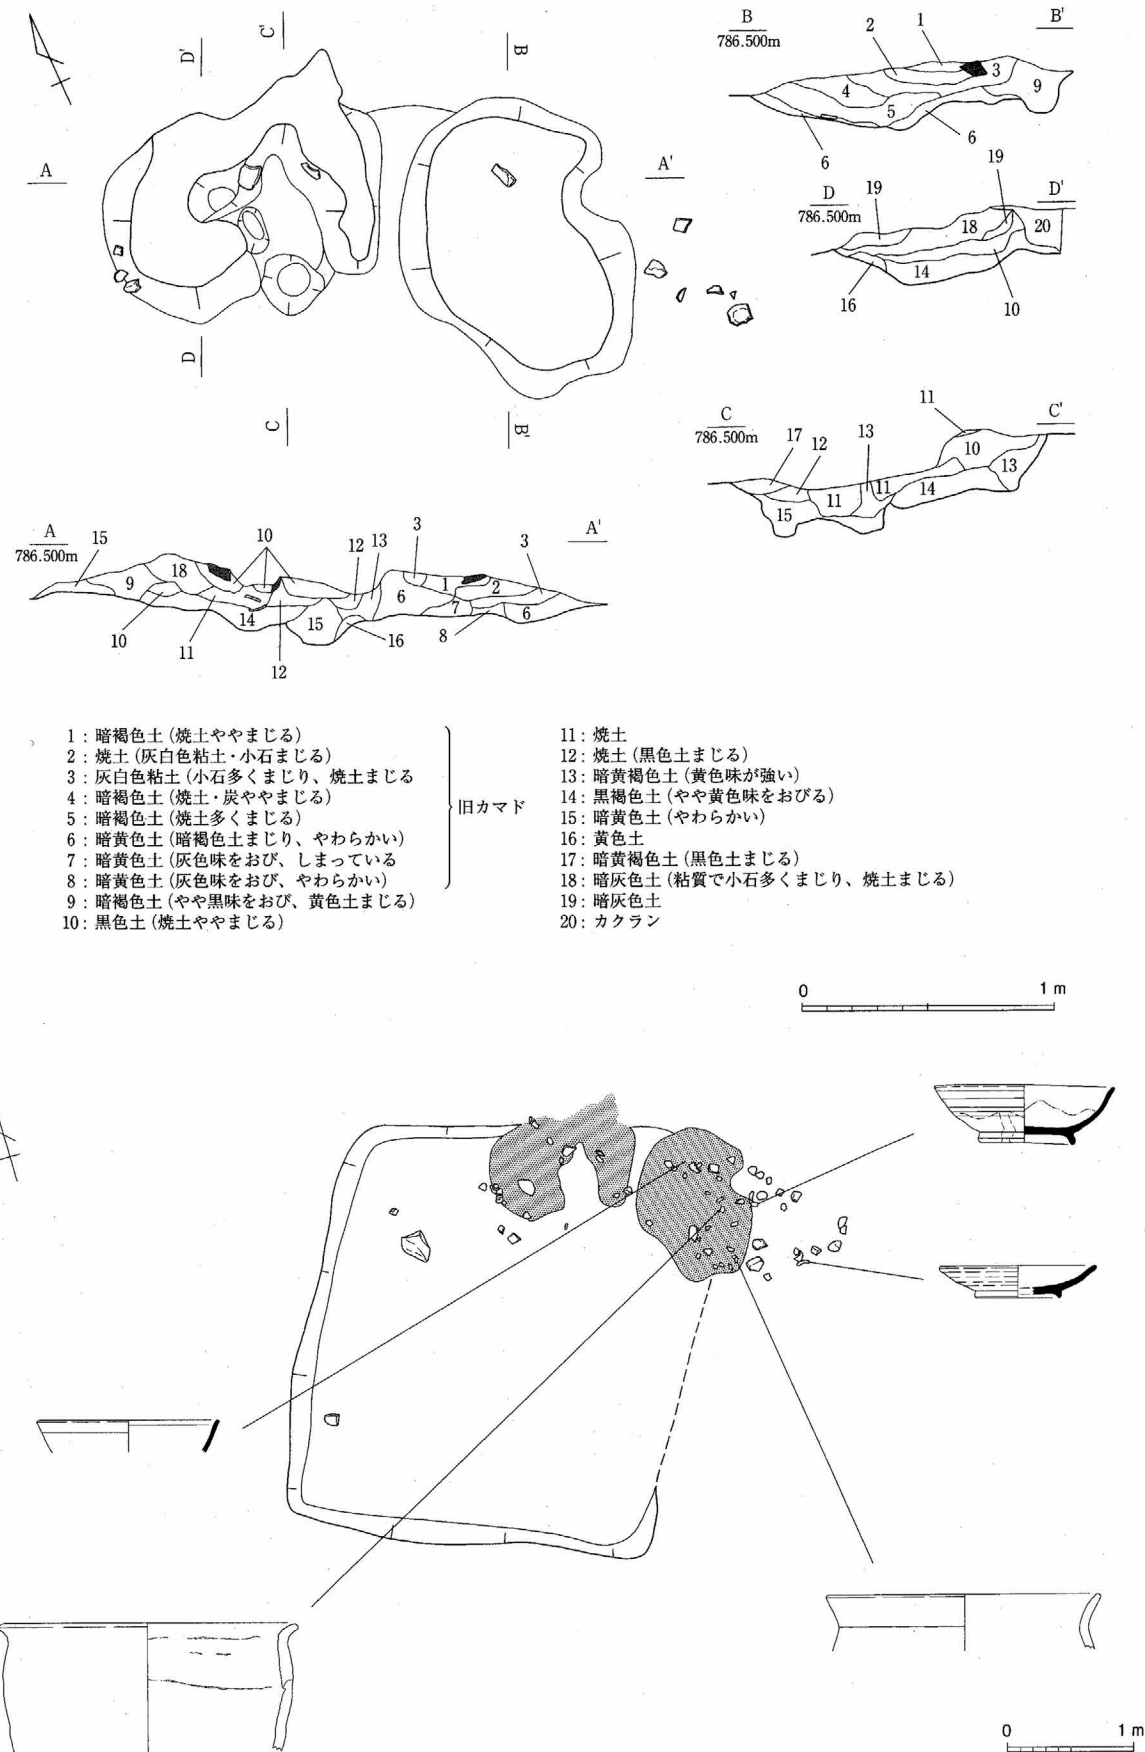 C'
D'
B
A
A'
D
C
B'
B
B'
786.500m
2
1
3
4
9
5
6
6
19
D
D'
786.500m
19
18
20
14
16
10
C
C'
786.500m
11
17
12
13
10
11
11
14
13
15
A
A'
786.500m
15
10
12
13
3
3
18
9
1
2
6
7
6
14
15
10
11
12
16
8
1：暗褐色土(焼土ややまじる)
2：焼土(灰白色粘土・小石まじる)
3：灰白色粘土(小石多くまじり、焼土まじる
4：暗褐色土(焼土・炭ややまじる)
5：暗褐色土(焼土多くまじる)
6：暗黄色土(暗褐色土まじり、やわらかい)
7：暗黄色土(灰色味をおび、しまっている
8：暗黄色土(灰色味をおび、やわらかい)
旧カマド
9：暗褐色土(やや黒味をおび、黄色土まじる)
10：黒色土(焼土ややまじる)
11：焼土
12：焼土(黒色土まじる)
13：暗黄褐色土(黄色味が強い)
14：黒褐色土(やや黄色味をおびる)
15：暗黄色土(やわらかい)
16：黄色土
17：暗黄褐色土(黒色土まじる)
18：暗灰色土(粘質で小石多くまじり、焼土まじる)
19：暗灰色土
20：カクラン
0 1 m
0 1 m